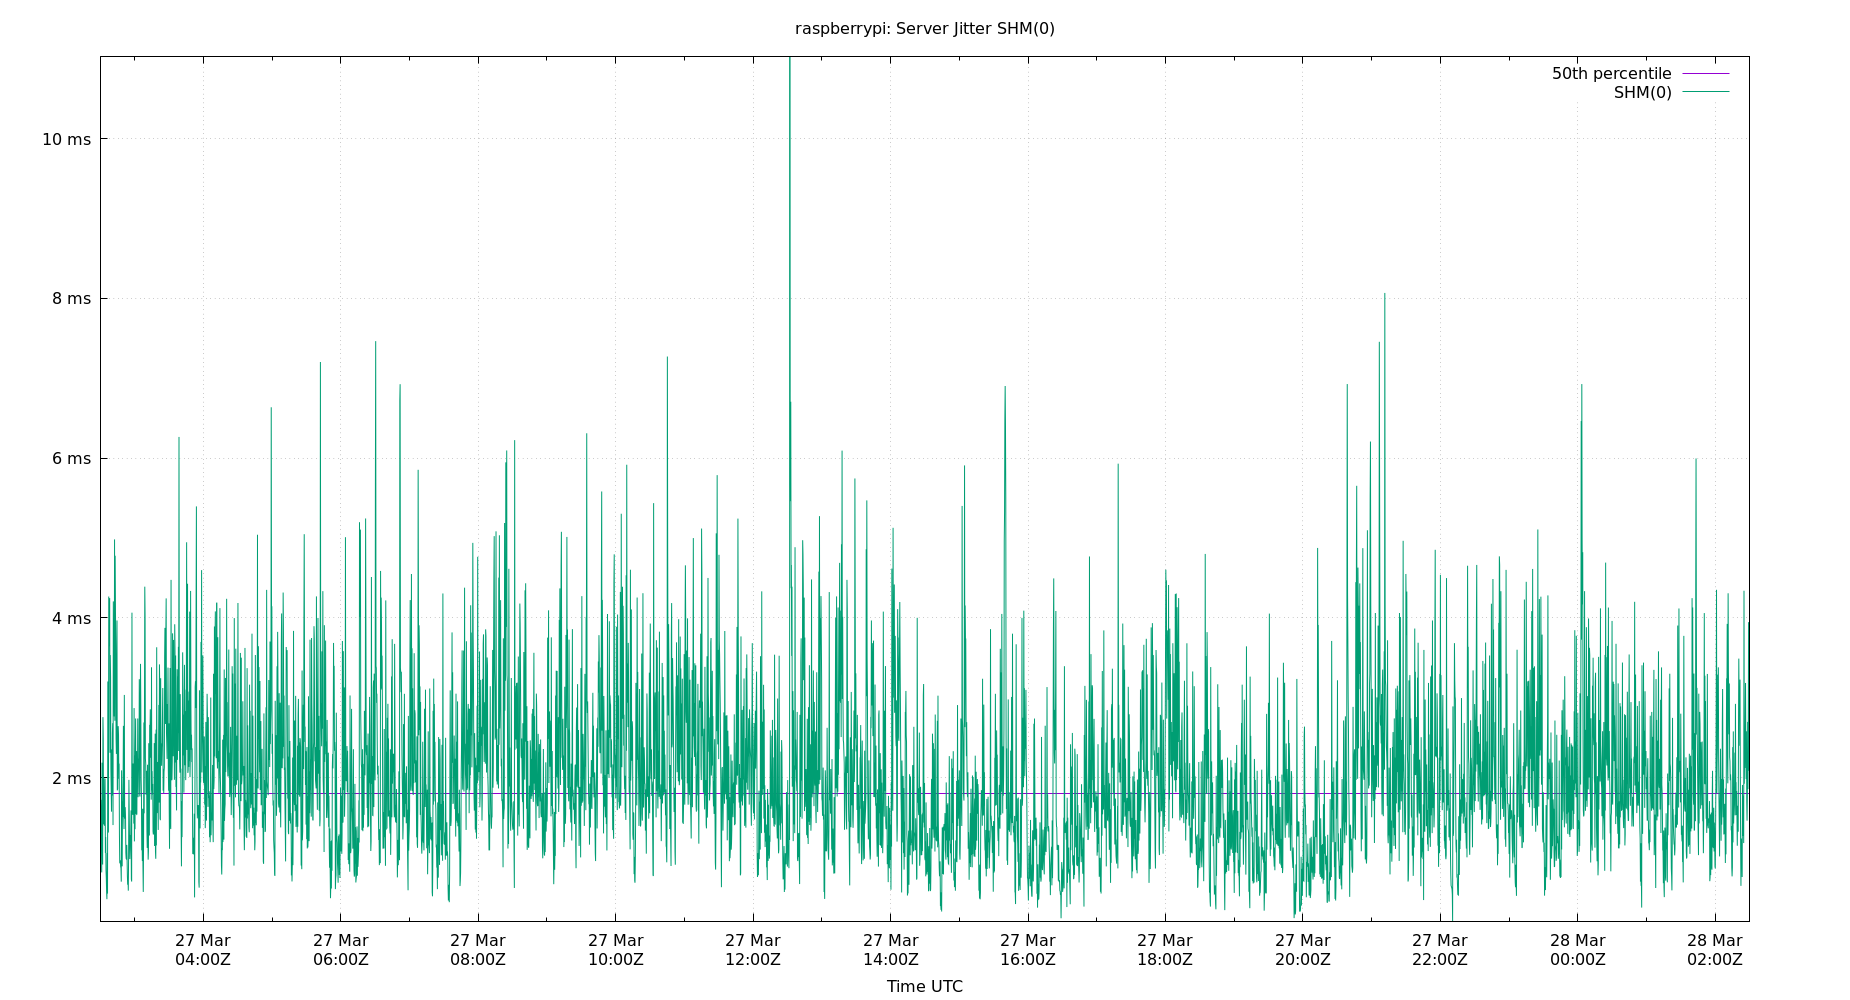 raspberrypi: Server Jitter SHM(0)
50th percentile
SHM(0)
10 ms
8 ms
6 ms
4 ms
2 ms
27 Mar 27 Mar 27 Mar 27 Mar 27 Mar 27 Mar 27 Mar 27 Mar 27 Mar 27 Mar 28 Mar 28 Mar
04:00Z 06:00Z 08:00Z 10:00Z 12:00Z 14:00Z 16:00Z 18:00Z 20:00Z 22:00Z 00:00Z 02:00Z
Time UTC